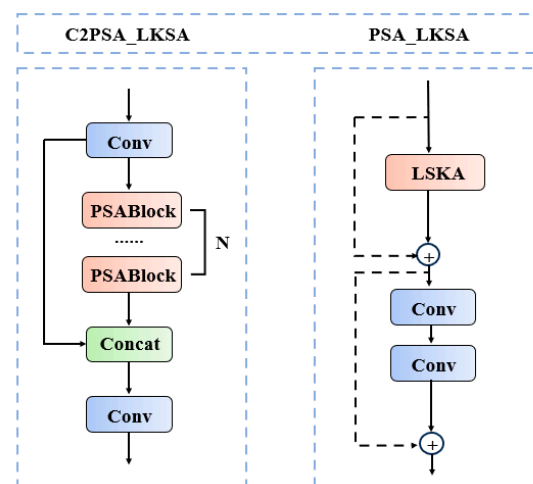 C2PSA_LKSA
PSA_LKSA
Conv
PSABlock
......
PSABlock
N
Concat
Conv
LSKA
+
Conv
Conv
+